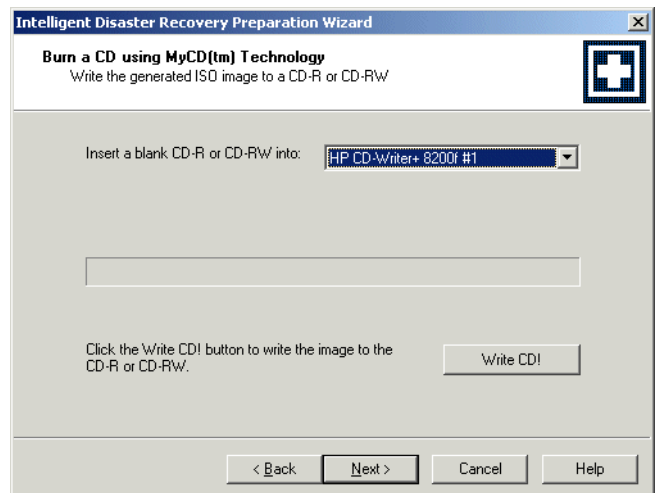 Intelligent Disaster Recovery Preparation Wizard
Burn a CD using MyCD(tm) Technology
Write the generated ISO image to a CD-R or CD-RW
Insert a blank CD-R or CD-RW into:
HP CD-Writer+ 8200f #1
Click the Write CD! button to write the image to the
CD-R or CD-RW.
Write CD!
< Back
Next >
Cancel
Help